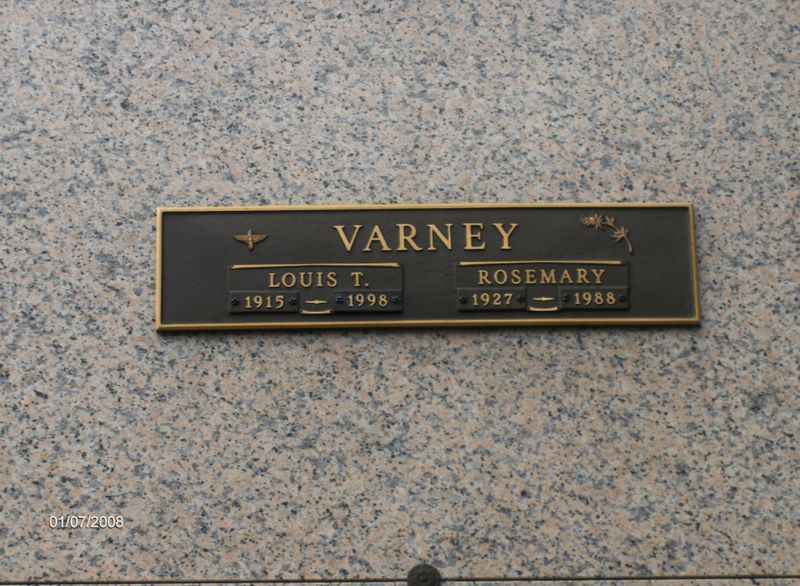 VARNEY
LOUIS T.
1915 1998
ROSEMARY
1927 1988
01/07/2008